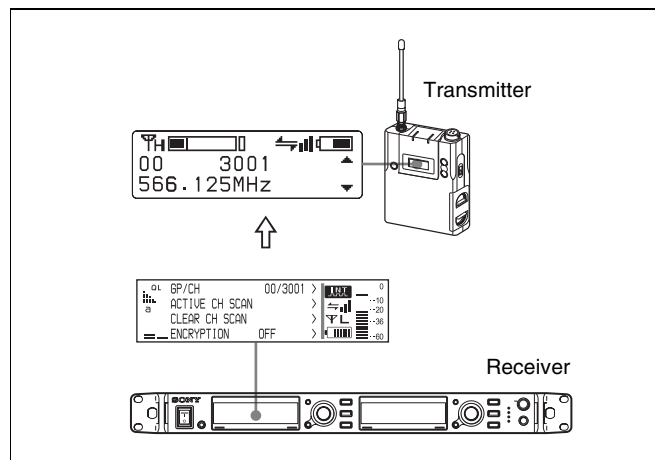 Transmitter
H
00 3001
566.125MHz
QL GP/CH 00/3001 > INT 0
ACTIVE CH SCAN > -10
-20
a CLEAR CH SCAN > L -36
ENCRYPTION OFF > -60
Receiver
SONY